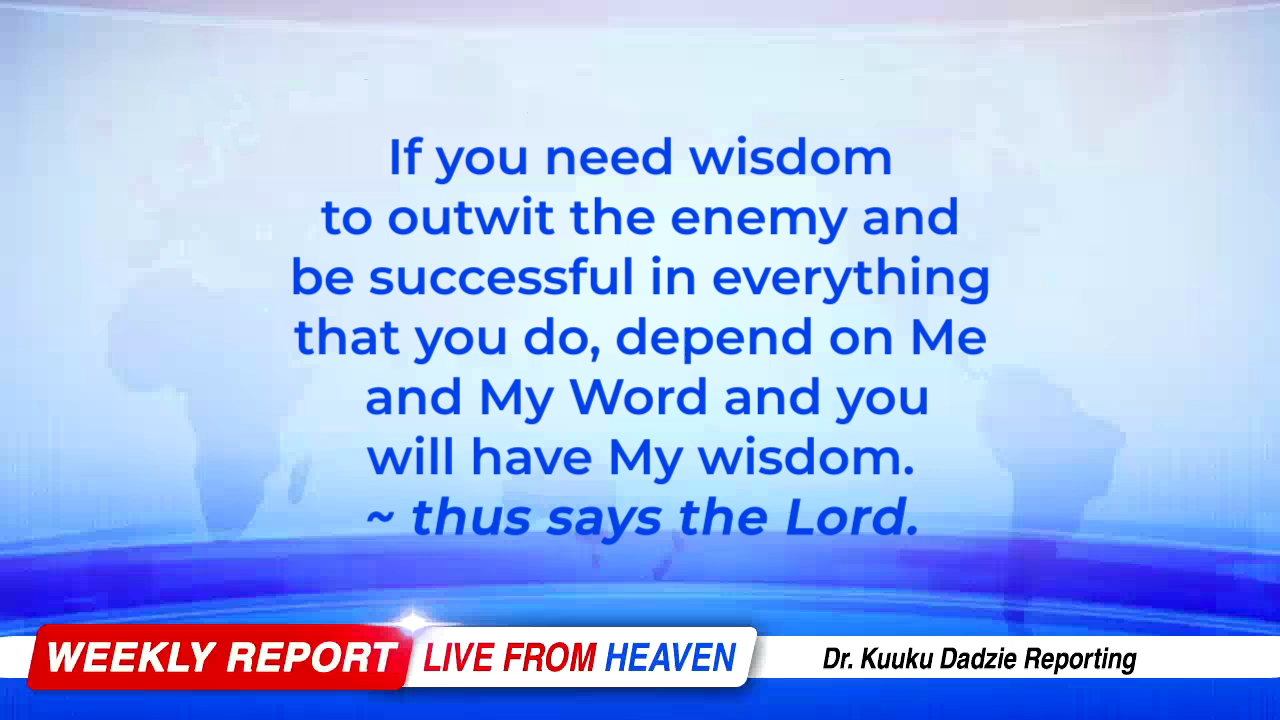 If you need wisdom
to outwit the enemy and
be successful in everything
that you do, depend on Me
and My Word and you
will have My wisdom.
~ thus says the Lord.
WEEKLY REPORT LIVE FROM HEAVEN Dr. Kuuku Dadzie Reporting